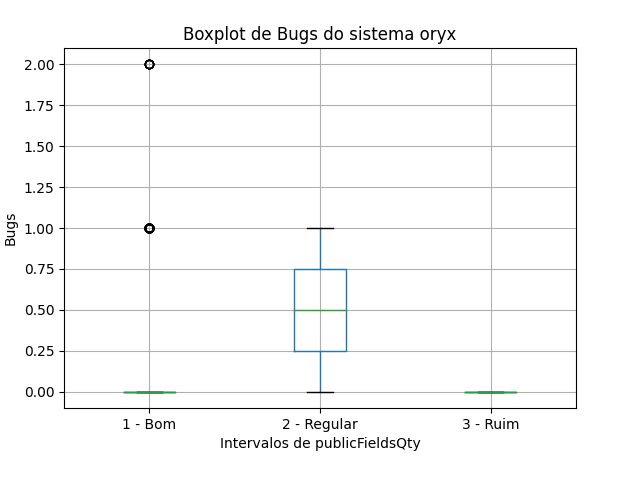 Boxplot de Bugs do sistema oryx
2.00
1.75
1.50
1.25
1.00
0.75
0.50
0.25
0.00
Bugs
1 - Bom
2 - Regular
3 - Ruim
Intervalos de publicFieldsQty